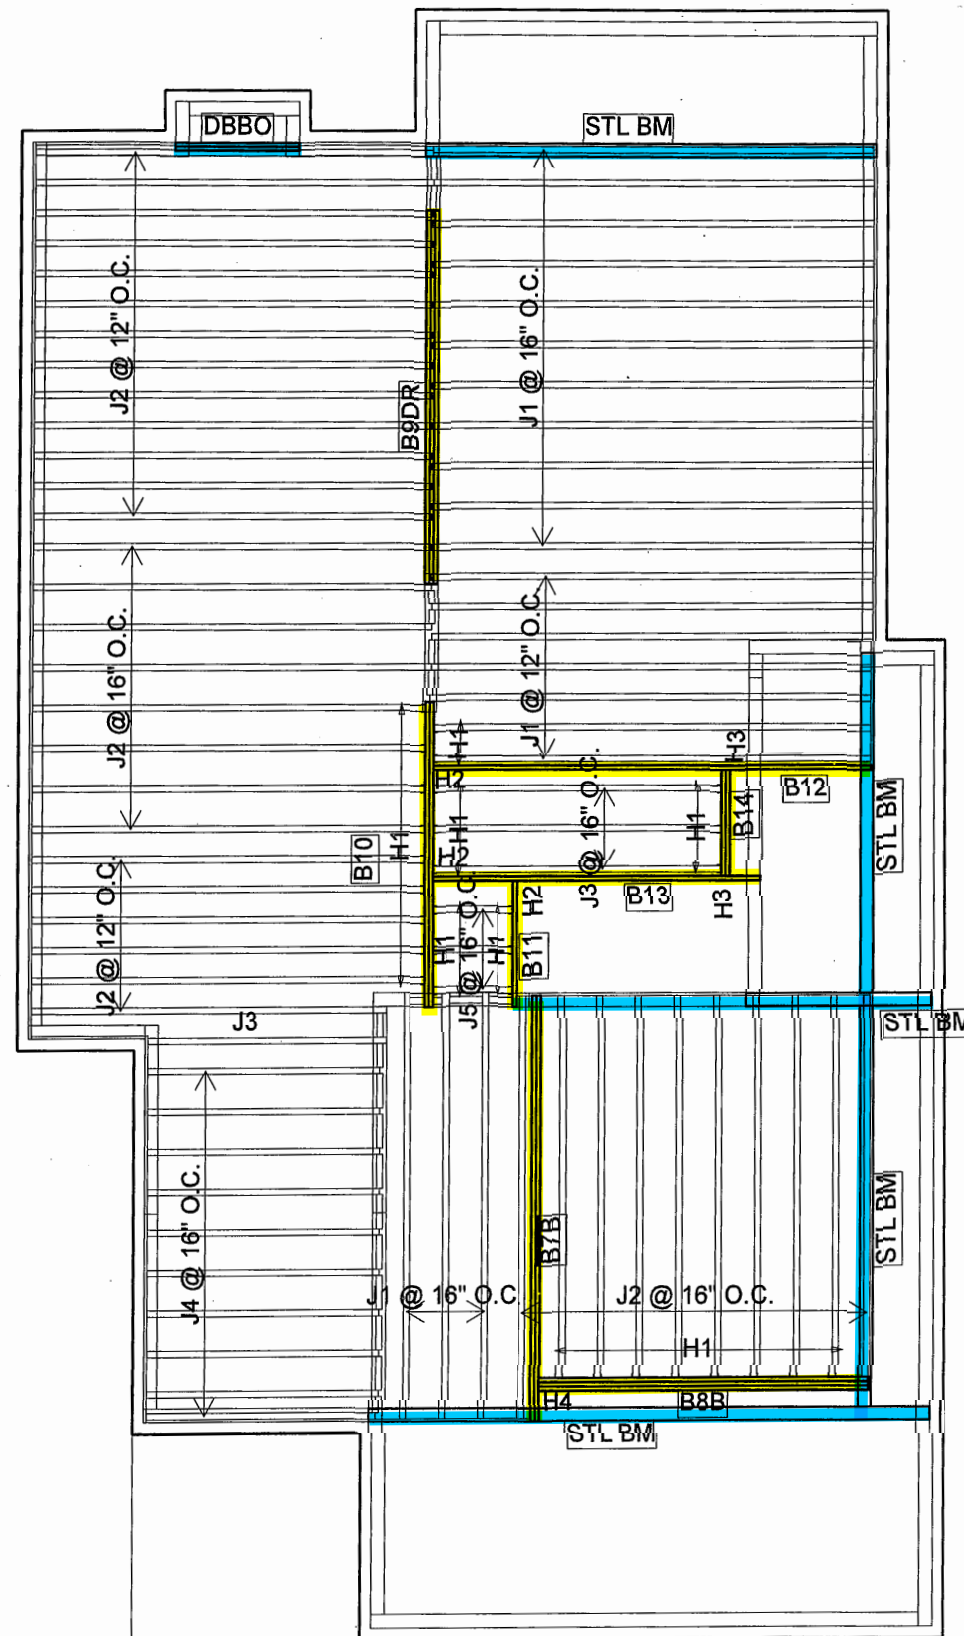 DBBO
STL BM
J2 @ 12" O.C.
J1 @ 16" O.C.
B9DR
J2 @ 16" O.C.
J1 @ 12" O.C.
H1
H1
H3
H2
B12
STL BM
B10
H1
H2
J3 @ 16" O.C.
H1
B14
J2 @ 12" O.C.
H1
J5 @ 16" O.C.
H1
H2
B11
B13
H3
J3
STL BM
J4 @ 16" O.C.
B7B
STL BM
J1 @ 16" O.C.
J2 @ 16" O.C.
H1
H4
B8B
STL BM